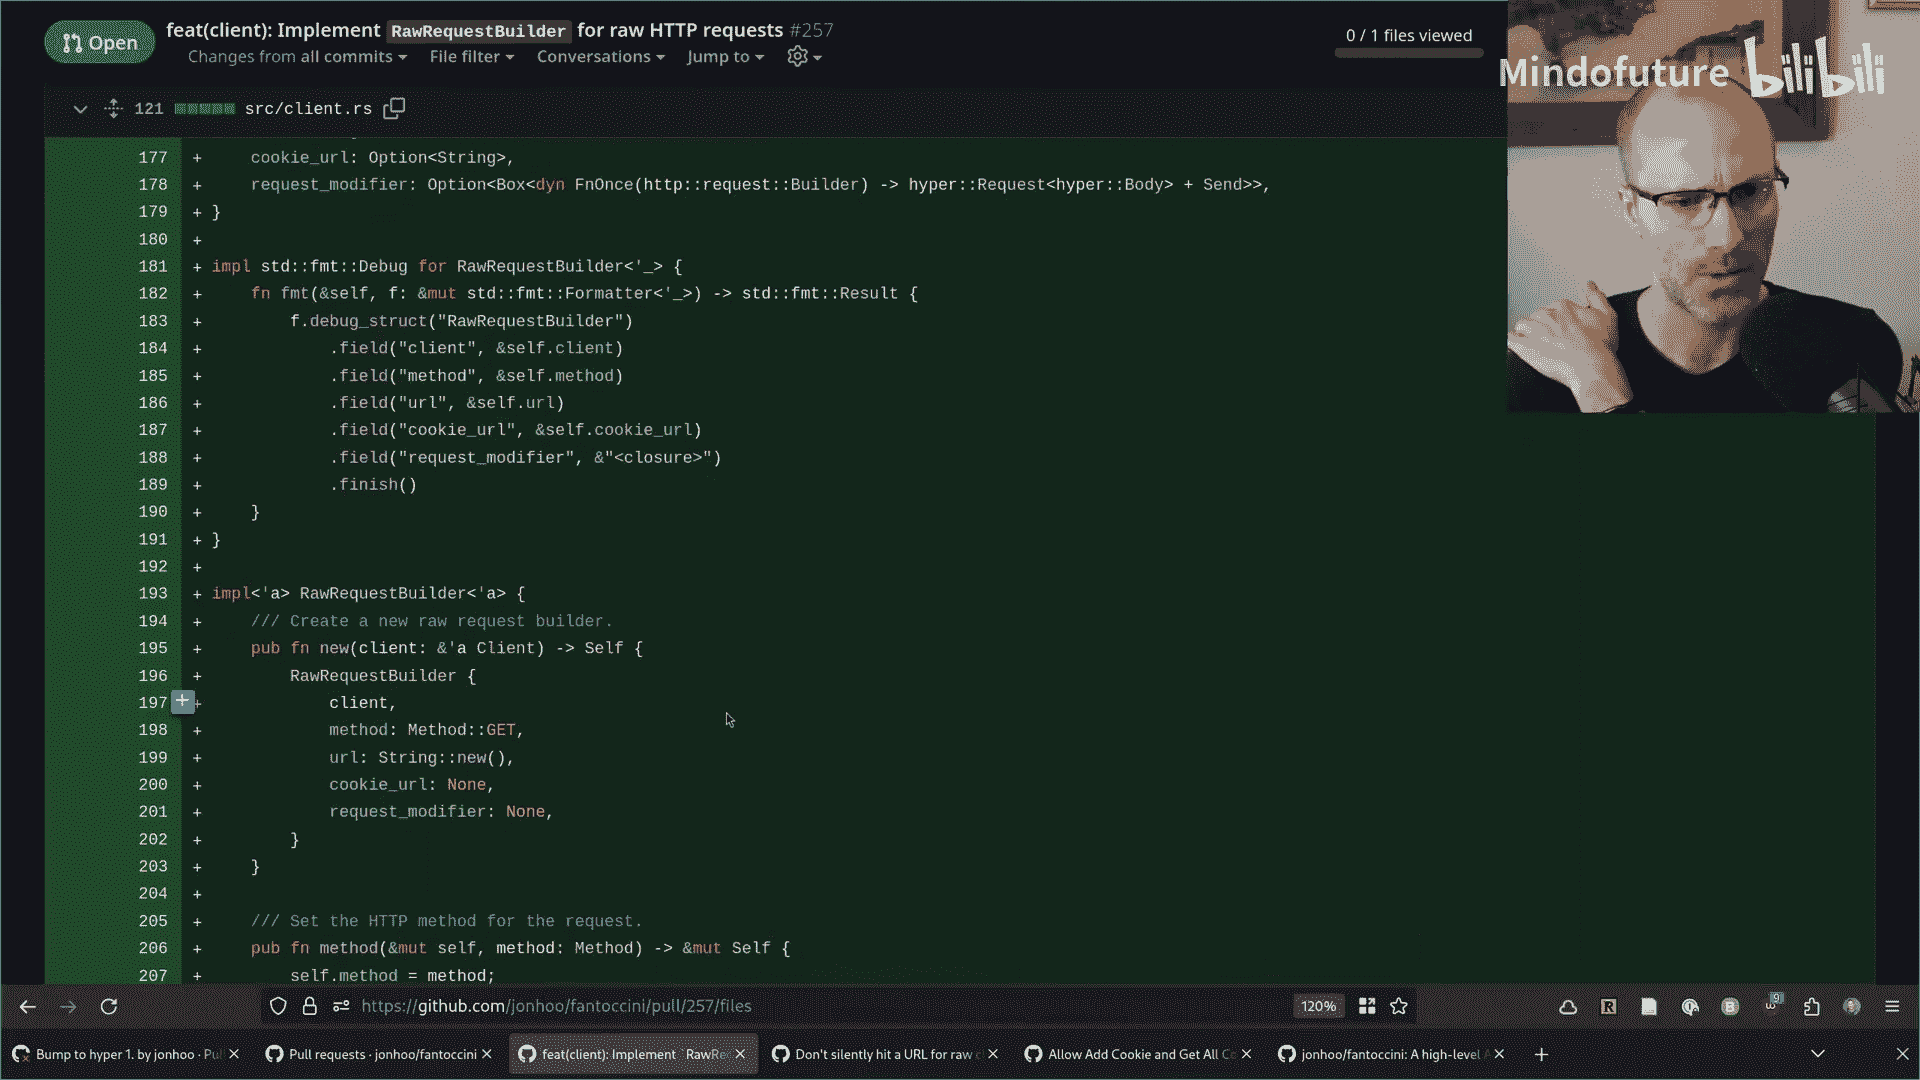 Open
feat(client): Implement RawRequestBuilder for raw HTTP requests #257
Changes from all commits File filter Conversations Jump to
0 / 1 files viewed
Mindofuture bilibili
121 src/client.rs
177 + cookie_url: Option<String>,
178 + request_modifier: Option<Box<dyn FnOnce(http::request::Builder) -> hyper::Request<hyper::Body> + Send>>,
179 + }
180 +
181 + impl std::fmt::Debug for RawRequestBuilder<'_> {
182 + fn fmt(&self, f: &mut std::fmt::Formatter<'_>) -> std::fmt::Result {
183 + f.debug_struct("RawRequestBuilder")
184 + .field("client", &self.client)
185 + .field("method", &self.method)
186 + .field("url", &self.url)
187 + .field("cookie_url", &self.cookie_url)
188 + .field("request_modifier", &"<closure>")
189 + .finish()
190 + }
191 + }
192 +
193 + impl<'a> RawRequestBuilder<'a> {
194 + /// Create a new raw request builder.
195 + pub fn new(client: &'a Client) -> Self {
196 + RawRequestBuilder {
197 + client,
198 + method: Method::GET,
199 + url: String::new(),
200 + cookie_url: None,
201 + request_modifier: None,
202 + }
203 + }
204 +
205 + /// Set the HTTP method for the request.
206 + pub fn method(&mut self, method: Method) -> &mut Self {
207 + self.method = method;
https://github.com/jonhoo/fantoccini/pull/257/files
120%
9
Bump to hyper 1. by jonhoo · Pul
Pull requests · jonhoo/fantoccini
feat(client): Implement `RawRe
Don't silently hit a URL for raw c
Allow Add Cookie and Get All Co
jonhoo/fantoccini: A high-level